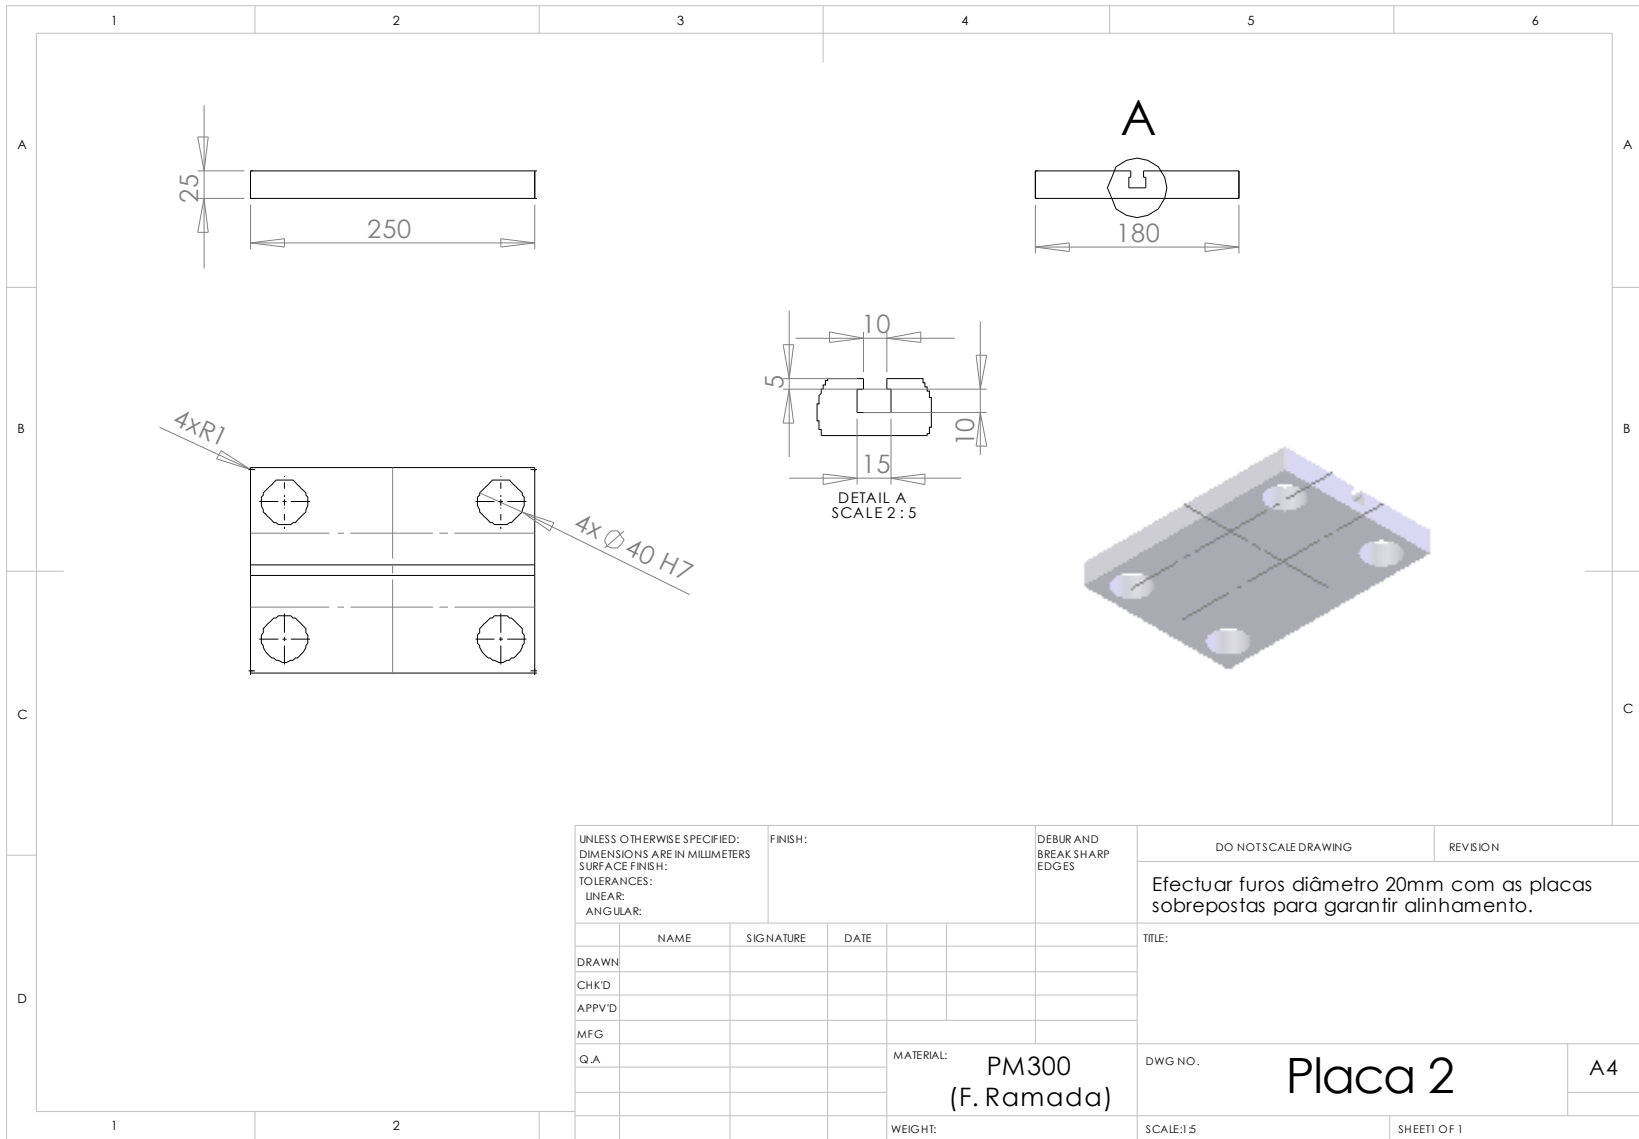 1 2 3 4 5 6
A
A
25
250
A
180
10
5
10
15
DETAIL A
SCALE 2 : 5
B
B
4xR1
4x Ø 40 H7
C
C
UNLESS OTHERWISE SPECIFIED:
DIMENSIONS ARE IN MILLIMETERS
SURFACE FINISH:
TOLERANCES:
LINEAR:
ANGULAR:
FINISH:
DEBUR AND
BREAK SHARP
EDGES
DO NOT SCALE DRAWING
REVISION
Efectuar furos diâmetro 20mm com as placas
sobrepostas para garantir alinhamento.
NAME SIGNATURE DATE
TITLE:
DRAWN
CHK'D
APPV'D
MFG
Q.A
D
MATERIAL:
PM300
(F. Ramada)
DWG NO.
Placa 2
A4
WEIGHT:
SCALE:1:5
SHEET1 OF 1
1 2